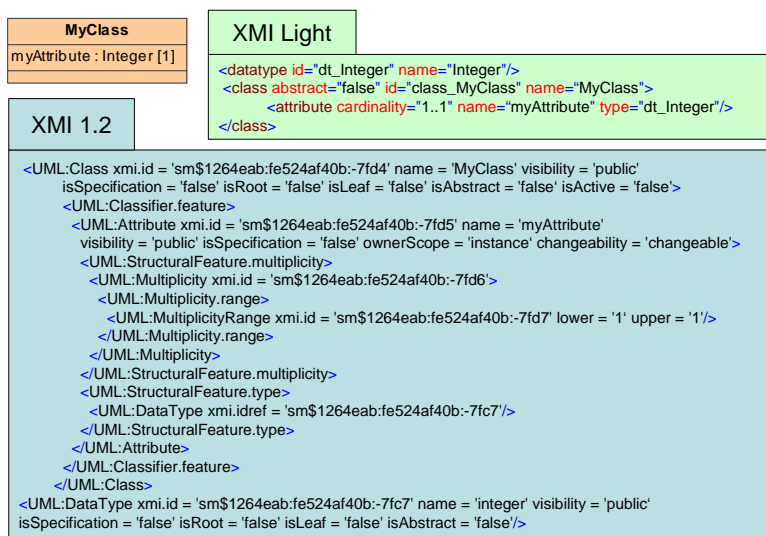 MyClass
myAttribute : Integer [1]
XMI Light
<datatype id="dt_Integer" name="Integer"/>
<class abstract="false" id="class_MyClass" name=“MyClass">
<attribute cardinality="1..1" name=“myAttribute" type="dt_Integer"/>
</class>
XMI 1.2
<UML:Class xmi.id = 'sm$1264eab:fe524af40b:-7fd4' name = 'MyClass' visibility = 'public'
isSpecification = 'false' isRoot = 'false' isLeaf = 'false' isAbstract = 'false‘ isActive = 'false'>
<UML:Classifier.feature>
<UML:Attribute xmi.id = 'sm$1264eab:fe524af40b:-7fd5' name = 'myAttribute'
visibility = 'public' isSpecification = 'false' ownerScope = 'instance‘ changeability = 'changeable'>
<UML:StructuralFeature.multiplicity>
<UML:Multiplicity xmi.id = 'sm$1264eab:fe524af40b:-7fd6'>
<UML:Multiplicity.range>
<UML:MultiplicityRange xmi.id = 'sm$1264eab:fe524af40b:-7fd7' lower = '1‘ upper = '1'/>
</UML:Multiplicity.range>
</UML:Multiplicity>
</UML:StructuralFeature.multiplicity>
<UML:StructuralFeature.type>
<UML:DataType xmi.idref = 'sm$1264eab:fe524af40b:-7fc7'/>
</UML:StructuralFeature.type>
</UML:Attribute>
</UML:Classifier.feature>
</UML:Class>
<UML:DataType xmi.id = 'sm$1264eab:fe524af40b:-7fc7' name = 'integer' visibility = 'public‘
isSpecification = 'false' isRoot = 'false' isLeaf = 'false' isAbstract = 'false'/>